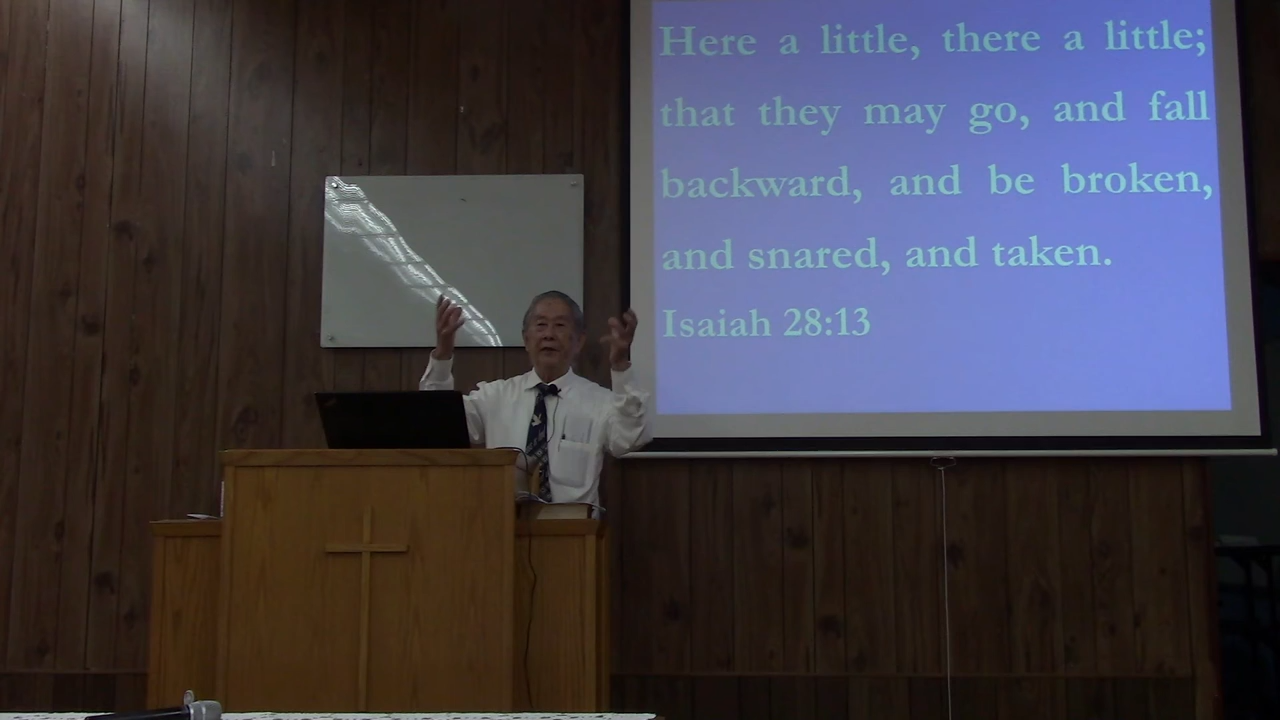 Here a little, there a little;
that they may go, and fall
backward, and be broken,
and snared, and taken.
Isaiah 28:13